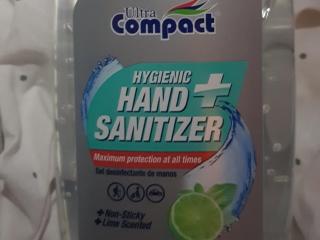 Ultra
Compact
HYGIENIC
HAND +
SANITIZER
Maximum protection at all times
Gel desinfectante de manos
+ Non-Sticky
+ Lime Scented